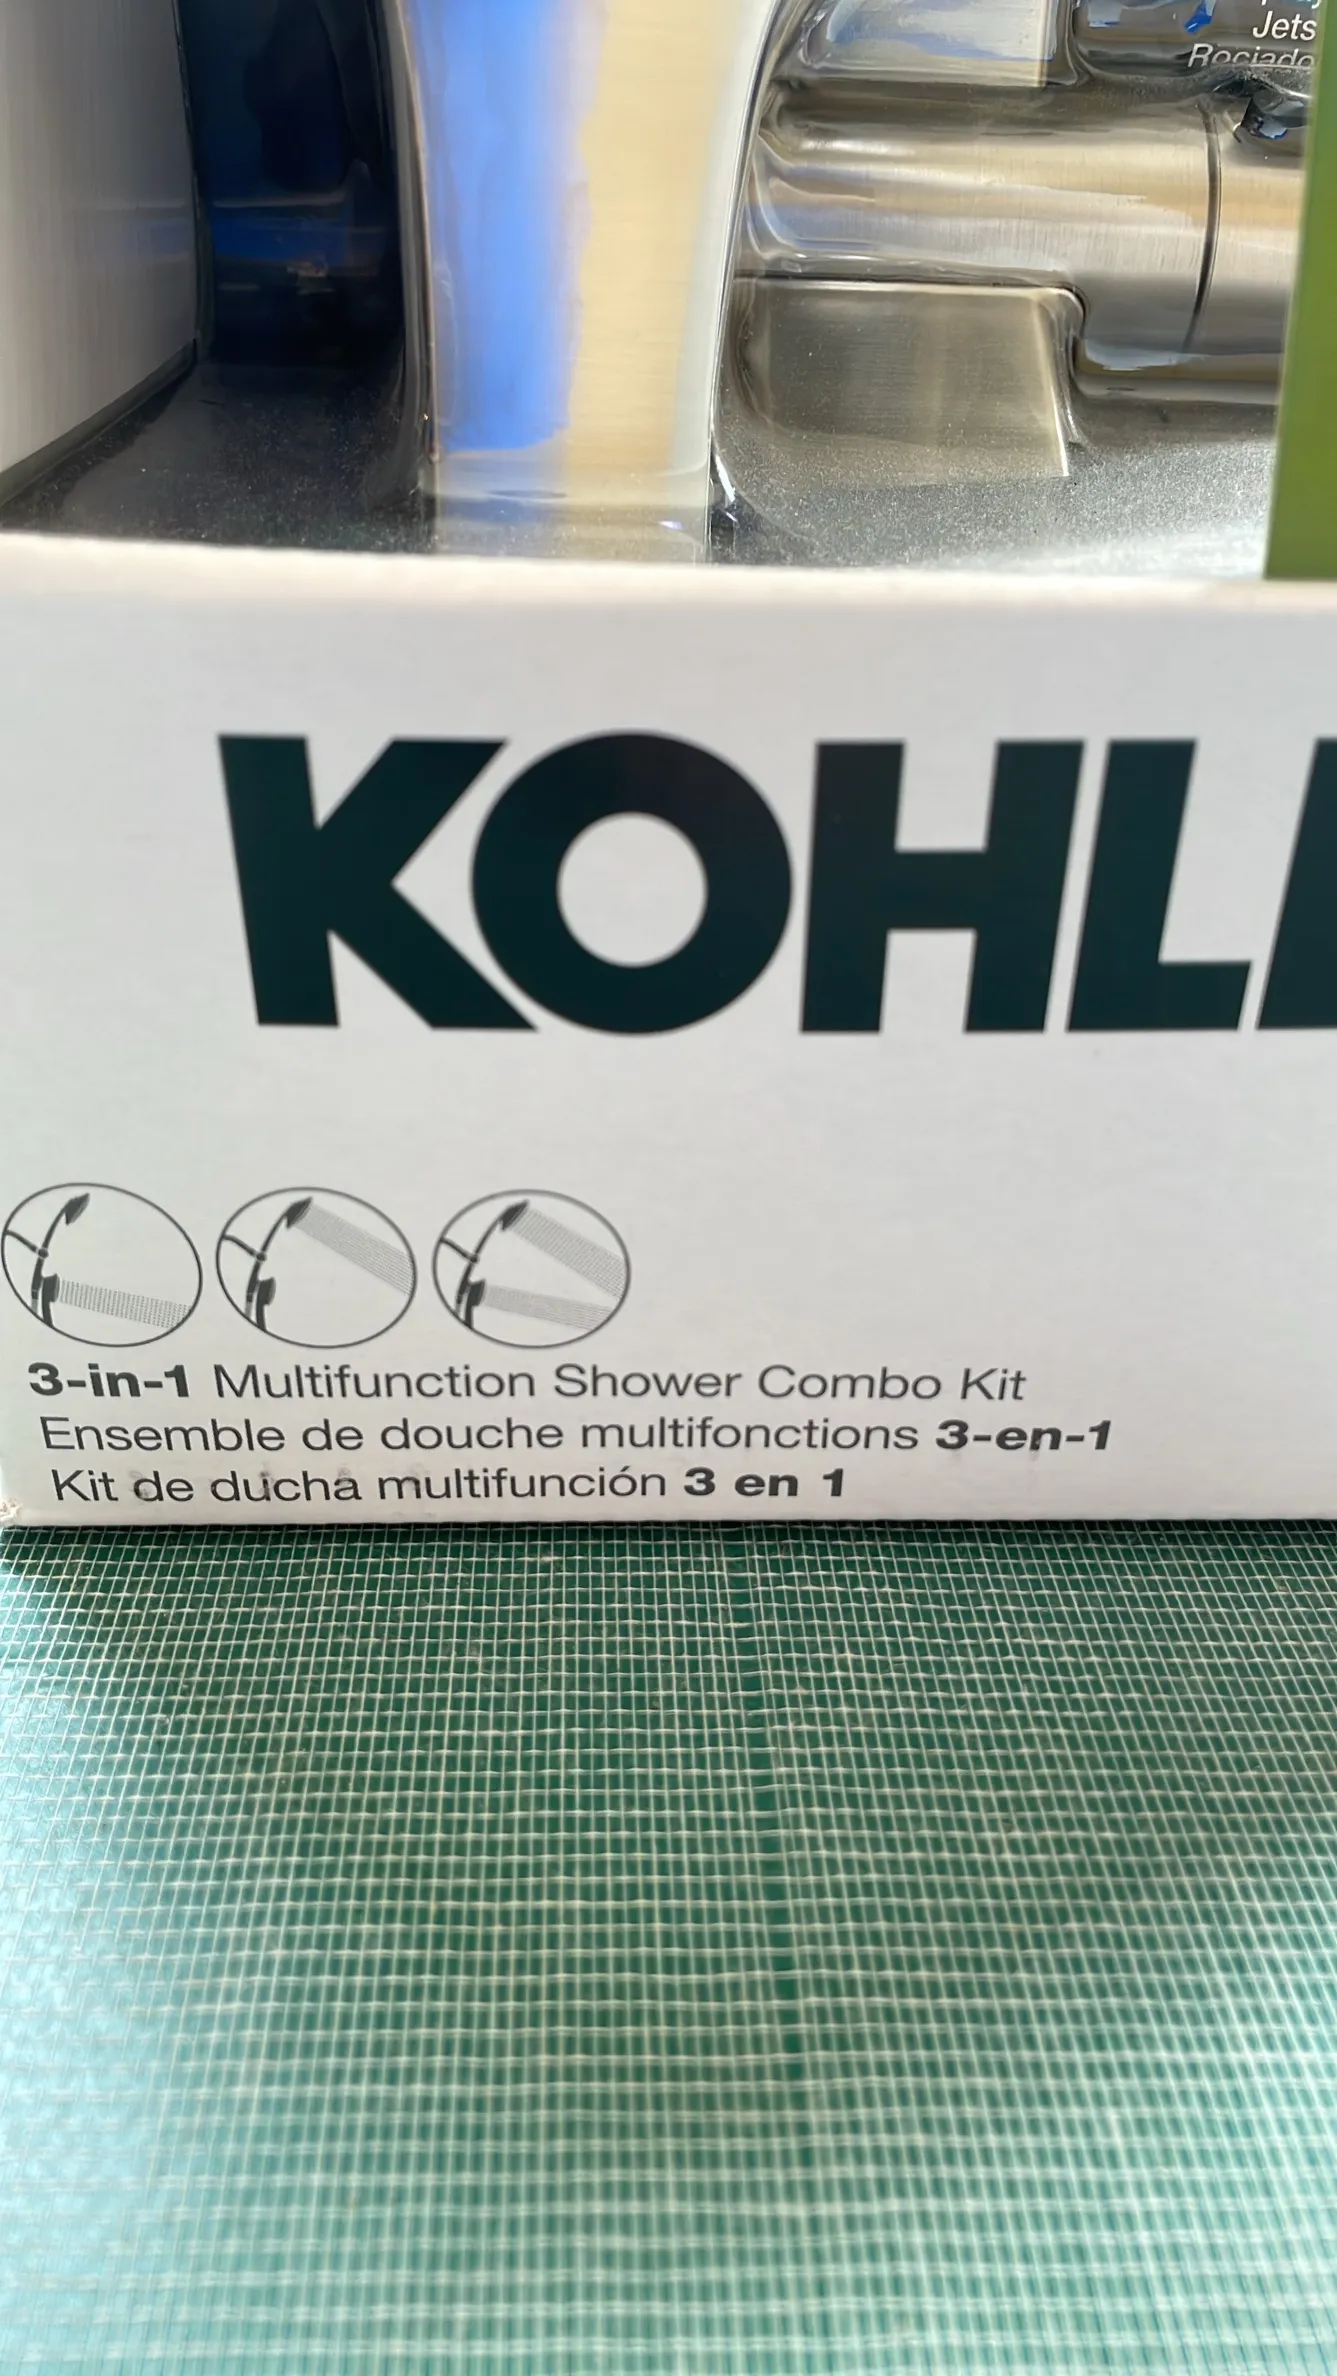 Jets
Rociado
KOHL
3-in-1 Multifunction Shower Combo Kit
Ensemble de douche multifonctions 3-en-1
Kit de ducha multifunción 3 en 1